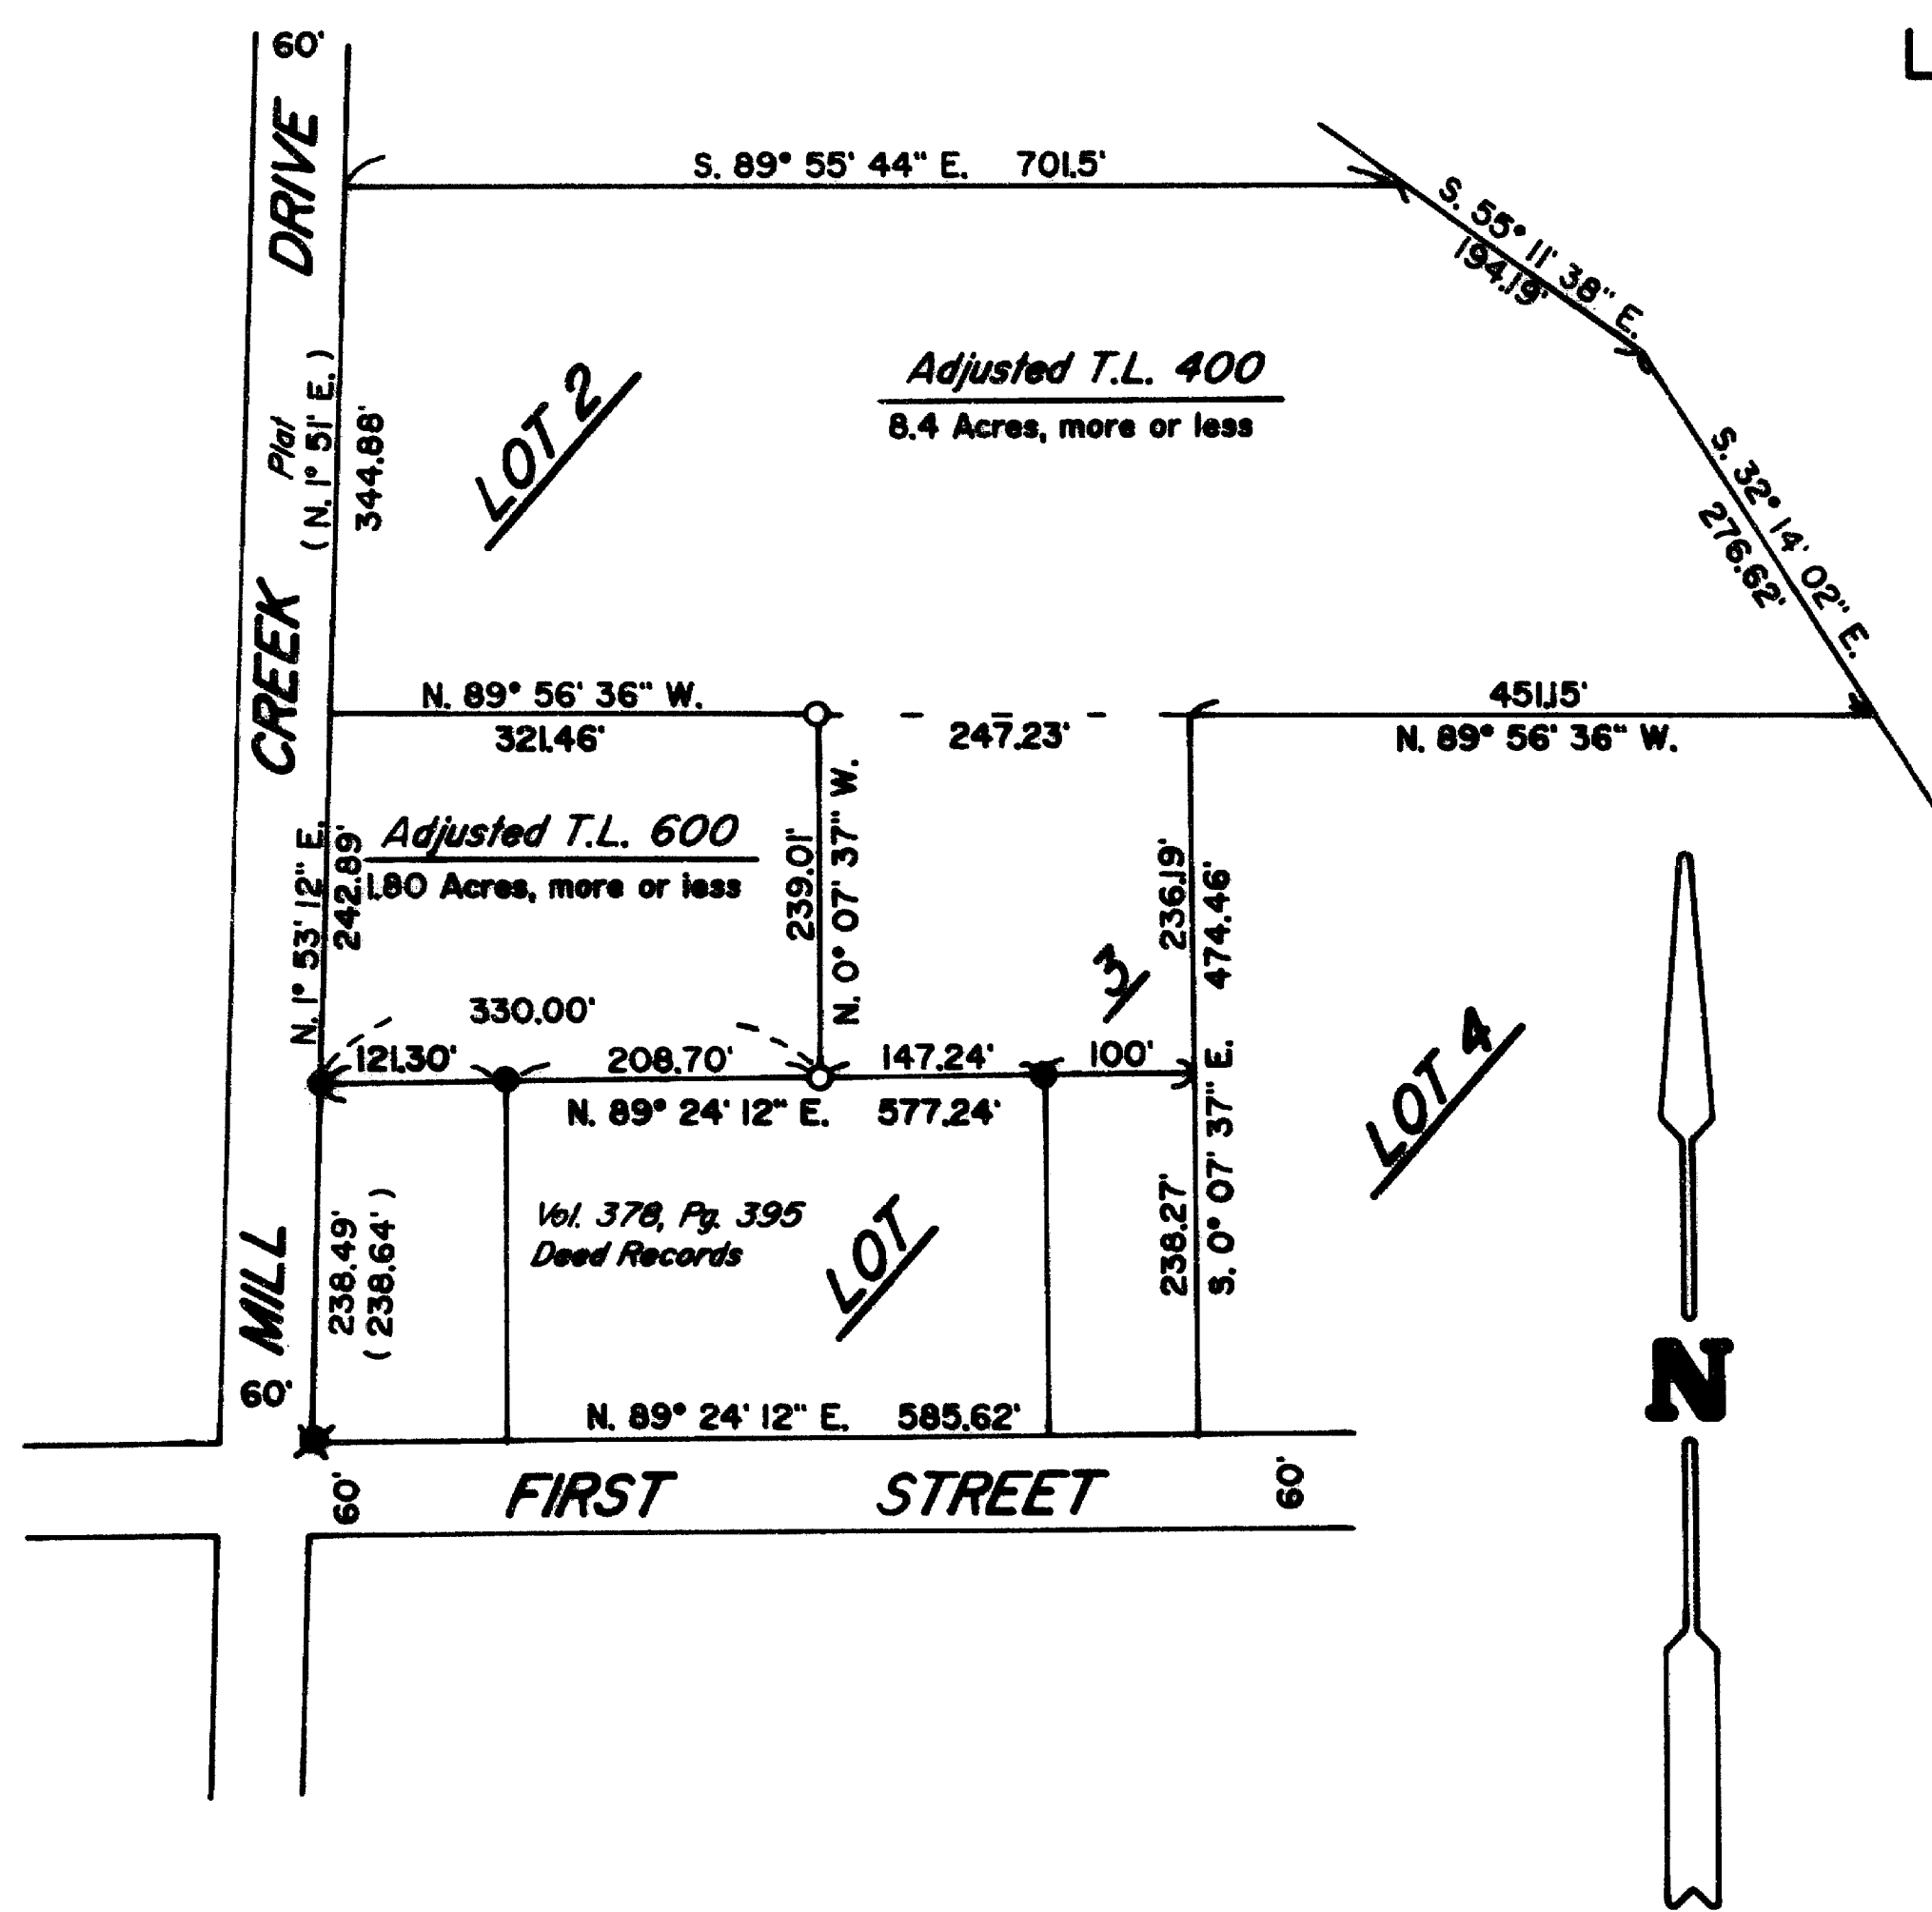 60'
DRIVE
S. 89° 55' 44" E. 701.5'
S. 55° 11' 38" E.
194.19'
Plat
( N. 1° 51' E. )
344.88'
LOT 2
Adjusted T.L. 400
8.4 Acres, more or less
S. 32° 14' 02" E.
276.62'
CREEK
N. 89° 56' 36" W.
321.46'
247.23'
451.15'
N. 89° 56' 36" W.
N. 1° 53' 12" E.
242.89'
Adjusted T.L. 600
1.80 Acres, more or less
239.01'
N. 0° 07' 37" W.
236.19'
474.46'
3
330.00'
121.30'
208.70'
147.24'
100'
N. 89° 24' 12" E. 577.24'
LOT 4
MILL
238.49'
( 238.64' )
Vol. 378, Pg. 395
Deed Records
LOT
238.27'
S. 0° 07' 37" E.
60'
N. 89° 24' 12" E. 585.62'
60'
FIRST STREET
60'
N